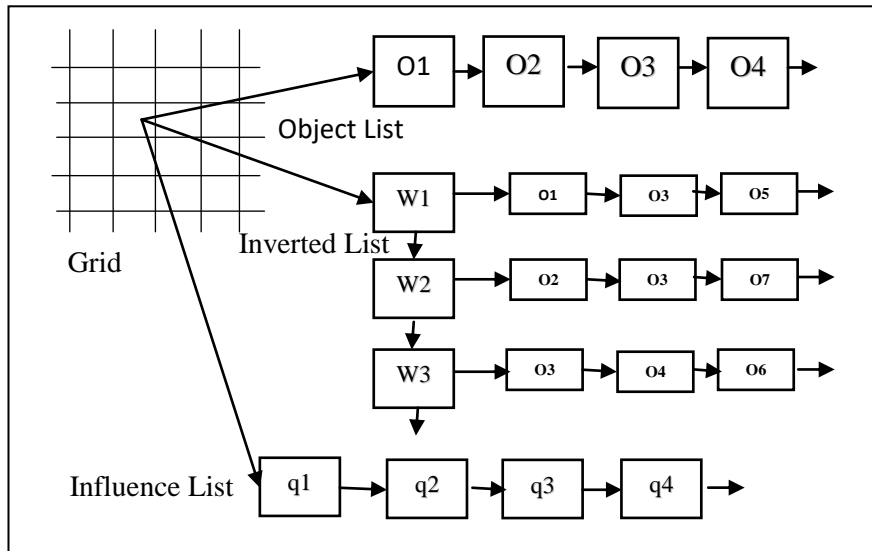 O1 O2 O3 O4
Object List
W1 O1 O3 O5
Inverted List
Grid
W2 O2 O3 O7
W3 O3 O4 O6
Influence List q1 q2 q3 q4